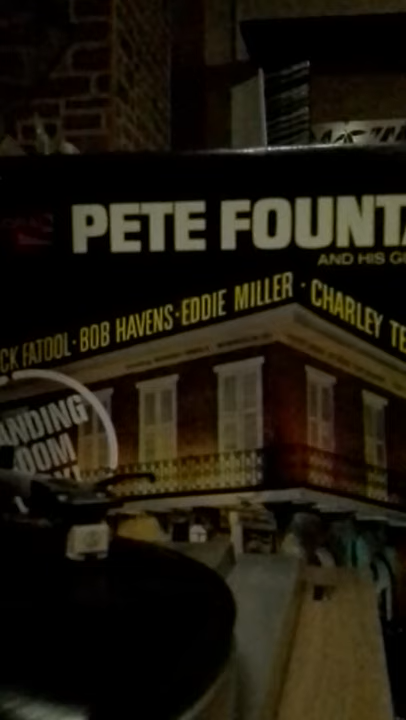 PETE FOUNT
AND HIS G
CK FATOOL · BOB HAVENS · EDDIE MILLER · CHARLEY TE
ANDING
OOM